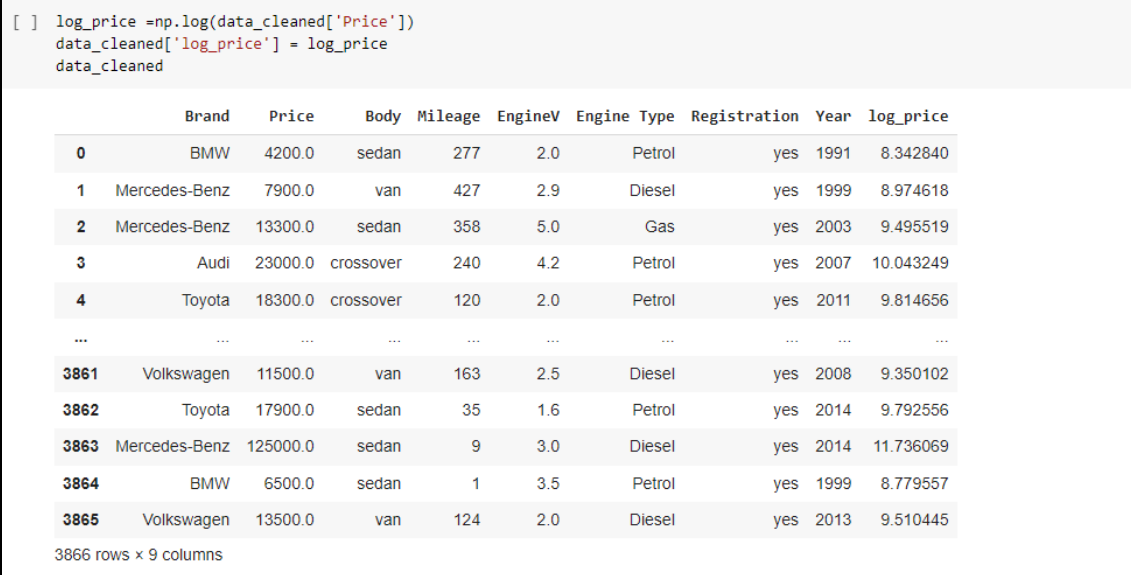 [ ] log_price =np.log(data_cleaned['Price'])
data_cleaned['log_price'] = log_price
data_cleaned
Brand Price Body Mileage EngineV Engine Type Registration Year log_price
0 BMW 4200.0 sedan 277 2.0 Petrol yes 1991 8.342840
1 Mercedes-Benz 7900.0 van 427 2.9 Diesel yes 1999 8.974618
2 Mercedes-Benz 13300.0 sedan 358 5.0 Gas yes 2003 9.495519
3 Audi 23000.0 crossover 240 4.2 Petrol yes 2007 10.043249
4 Toyota 18300.0 crossover 120 2.0 Petrol yes 2011 9.814656
... ... ... ... ... ... ... ... ... ...
3861 Volkswagen 11500.0 van 163 2.5 Diesel yes 2008 9.350102
3862 Toyota 17900.0 sedan 35 1.6 Petrol yes 2014 9.792556
3863 Mercedes-Benz 125000.0 sedan 9 3.0 Diesel yes 2014 11.736069
3864 BMW 6500.0 sedan 1 3.5 Petrol yes 1999 8.779557
3865 Volkswagen 13500.0 van 124 2.0 Diesel yes 2013 9.510445
3866 rows × 9 columns